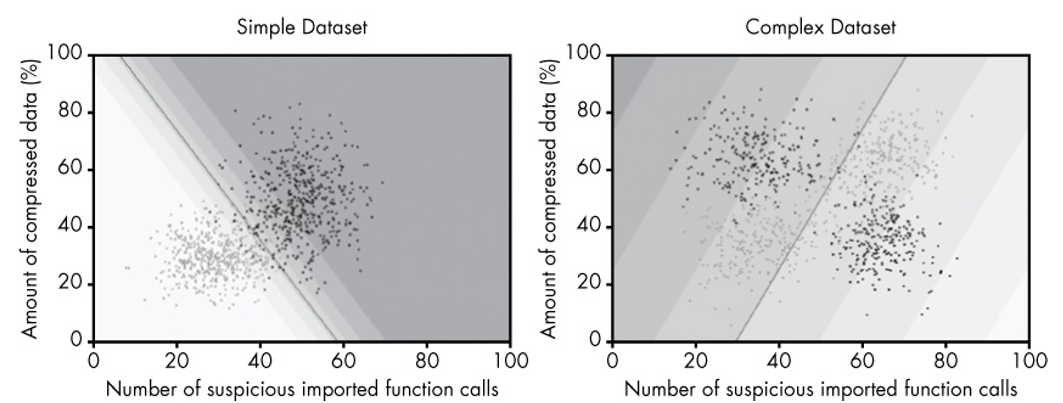 Simple Dataset
Amount of compressed data (%)
100
80
60
40
20
0
0 20 40 60 80 100
Number of suspicious imported function calls
Complex Dataset
Amount of compressed data (%)
100
80
60
40
20
0
0 20 40 60 80 100
Number of suspicious imported function calls